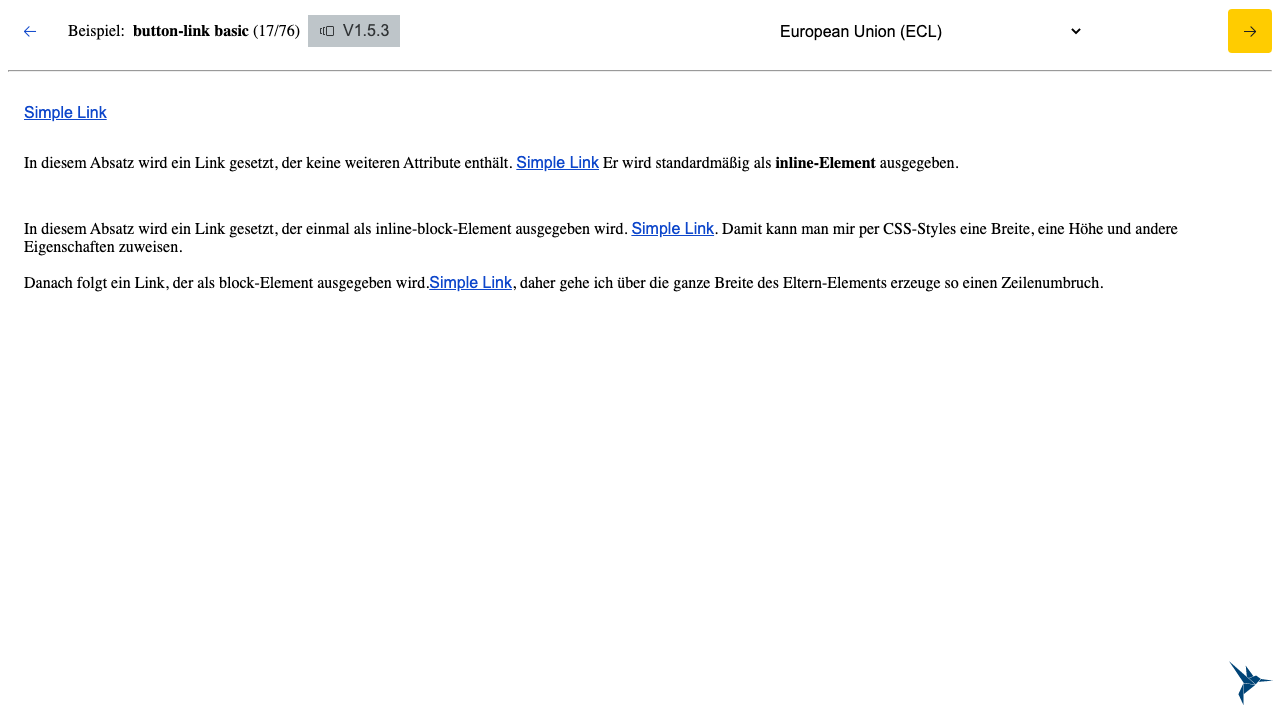 Beispiel: button-link basic (17/76) V1.5.3 European Union (ECL)
Simple Link
In diesem Absatz wird ein Link gesetzt, der keine weiteren Attribute enthält. Simple Link Er wird standardmäßig als inline-Element ausgegeben.
In diesem Absatz wird ein Link gesetzt, der einmal als inline-block-Element ausgegeben wird. Simple Link. Damit kann man mir per CSS-Styles eine Breite, eine Höhe und andere
Eigenschaften zuweisen.
Danach folgt ein Link, der als block-Element ausgegeben wird.Simple Link, daher gehe ich über die ganze Breite des Eltern-Elements erzeuge so einen Zeilenumbruch.